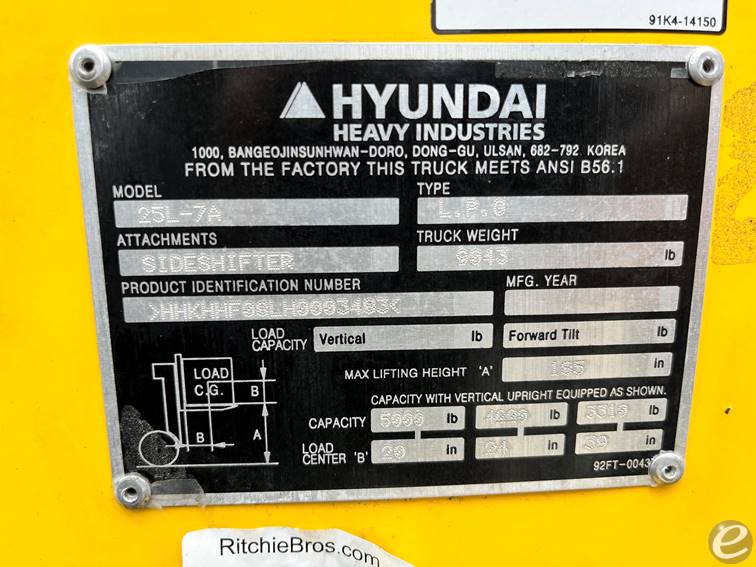 91K4-14150
HYUNDAI
HEAVY INDUSTRIES
1000, BANGEOJINSUNHWAN-DORO, DONG-GU, ULSAN, 682-792 KOREA
FROM THE FACTORY THIS TRUCK MEETS ANSI B56.1
MODEL 25L-7A
TYPE L.P.G
ATTACHMENTS SIDESHIFTER
TRUCK WEIGHT lb
PRODUCT IDENTIFICATION NUMBER
MFG. YEAR
LOAD CAPACITY Vertical lb Forward Tilt lb
MAX LIFTING HEIGHT 'A' in
CAPACITY WITH VERTICAL UPRIGHT EQUIPPED AS SHOWN.
CAPACITY 5000 lb lb lb
LOAD CENTER 'B' in 24 in in
LOAD
C.G.
B
B
A
RitchieBros.com
e